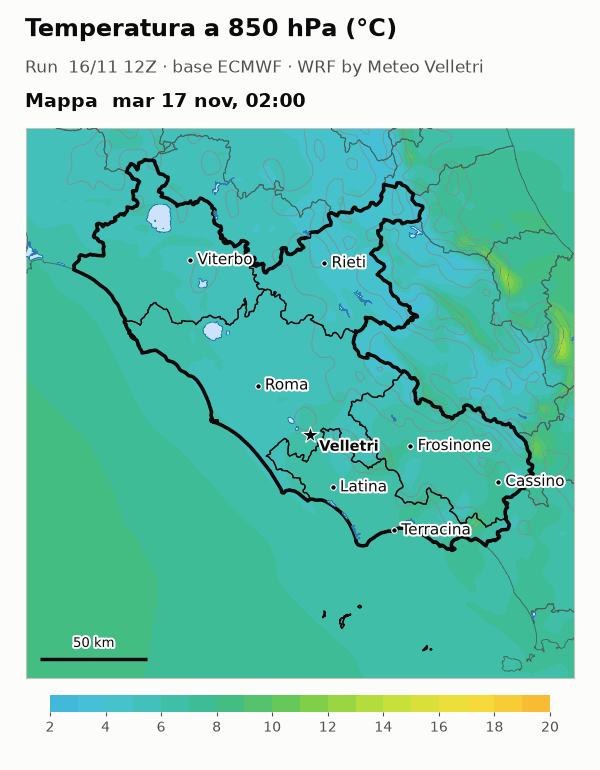 Temperatura a 850 hPa (°C)
Run  16/11 12Z · base ECMWF · WRF by Meteo Velletri
Mappa  mar 17 nov, 02:00
Viterbo
Rieti
Roma
Velletri
Frosinone
Cassino
Latina
Terracina
50 km
2 4 6 8 10 12 14 16 18 20